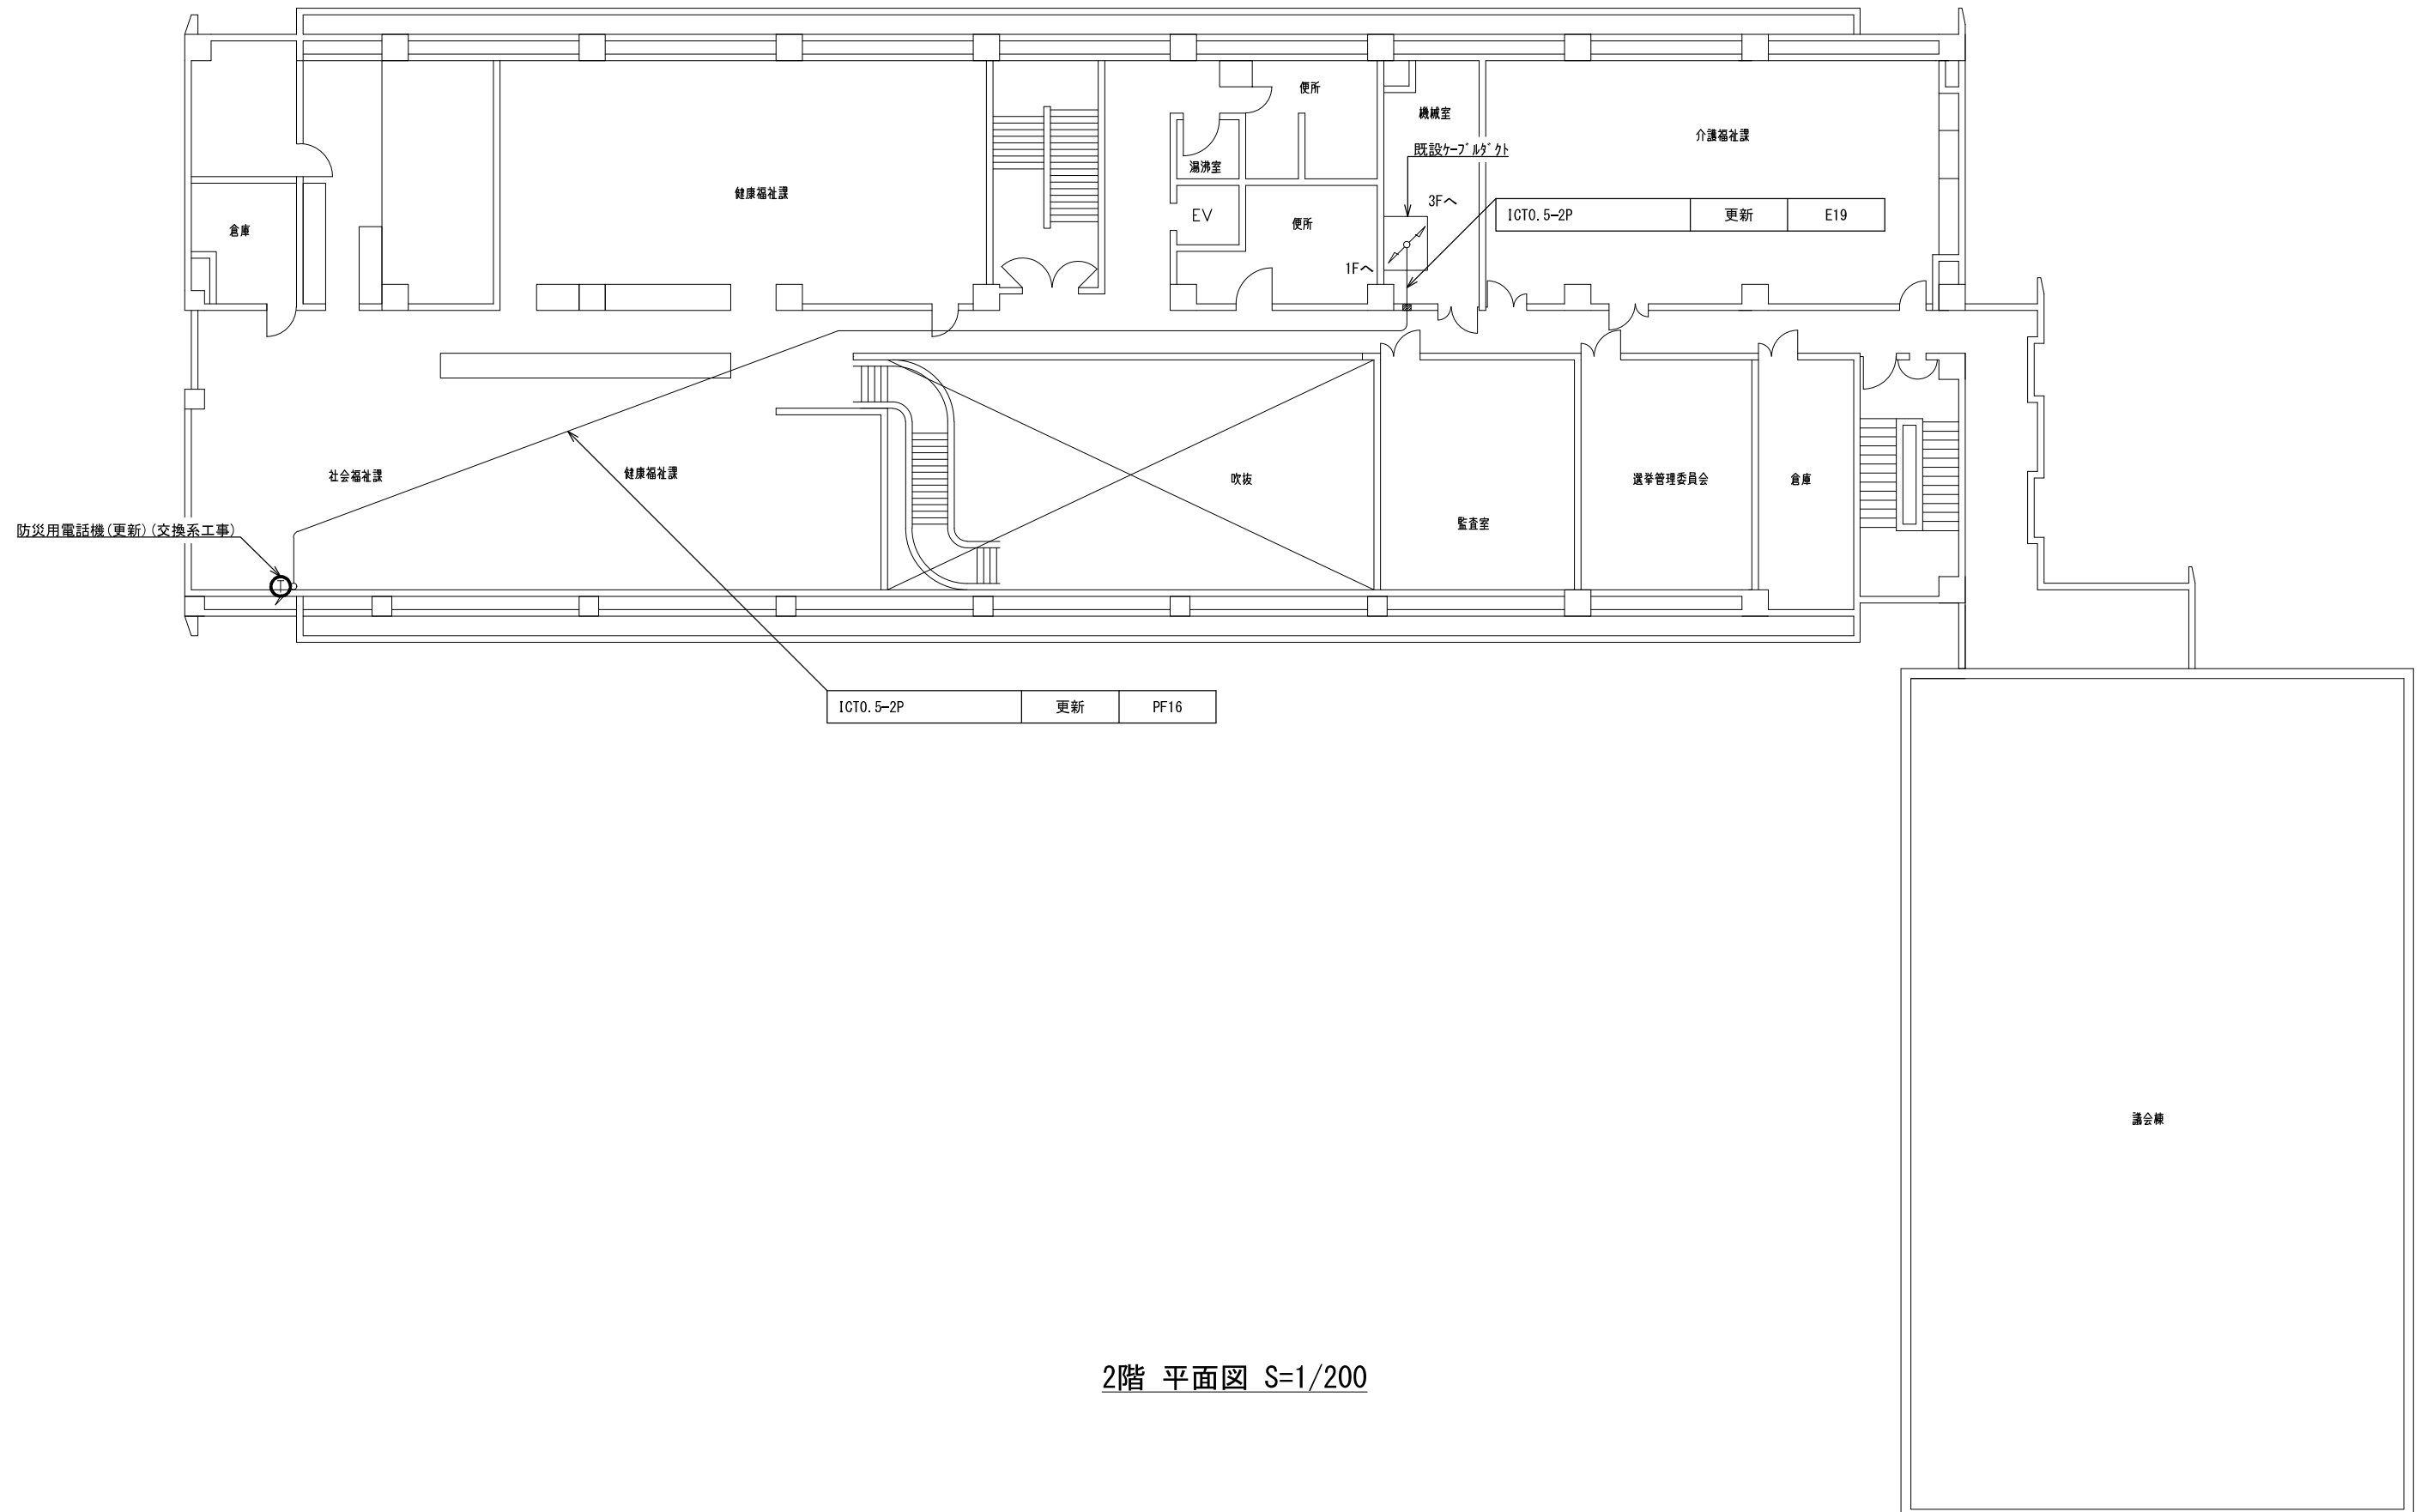 便所
機械室
介護福祉課
既設ｹｰﾌﾞﾙﾀﾞｸﾄ
湯沸室
健康福祉課
3Fへ
EV
ICT0.5-2P 更新 E19
便所
倉庫
1Fへ
社会福祉課
健康福祉課
吹抜
選挙管理委員会
倉庫
監査室
防災用電話機(更新)(交換系工事)
T
ICT0.5-2P 更新 PF16
議会棟
2階 平面図 S=1/200